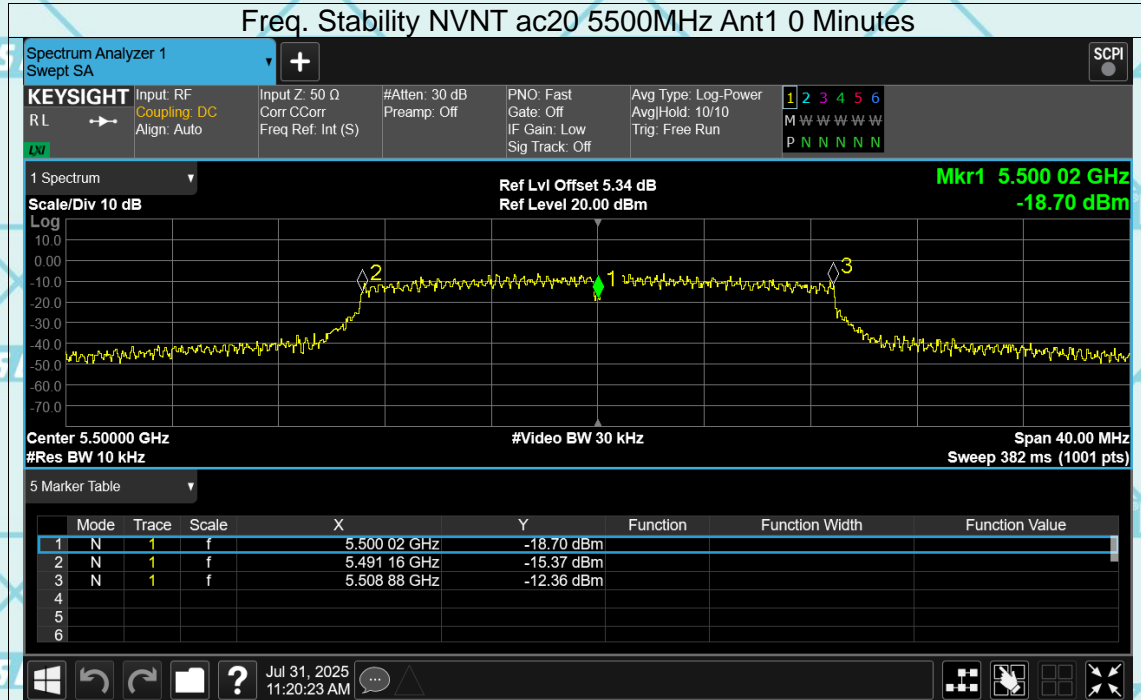 Freq. Stability NVNT ac20 5500MHz Ant1 0 Minutes
Spectrum Analyzer 1
Swept SA
+
SCPI
KEYSIGHT
RL
LXI
Input: RF
Coupling: DC
Align: Auto
Input Z: 50 Ω
Corr CCorr
Freq Ref: Int (S)
#Atten: 30 dB
Preamp: Off
PNO: Fast
Gate: Off
IF Gain: Low
Sig Track: Off
Avg Type: Log-Power
Avg|Hold: 10/10
Trig: Free Run
1 2 3 4 5 6
M W W W W W
P N N N N N
1 Spectrum
Scale/Div 10 dB
Ref Lvl Offset 5.34 dB
Ref Level 20.00 dBm
Mkr1 5.500 02 GHz
-18.70 dBm
Log
10.0
0.00
-10.0
-20.0
-30.0
-40.0
-50.0
-60.0
-70.0
2
1
3
Center 5.50000 GHz
#Video BW 30 kHz
Span 40.00 MHz
#Res BW 10 kHz
Sweep 382 ms (1001 pts)
5 Marker Table
Mode Trace Scale X Y Function Function Width Function Value
1 N 1 f 5.500 02 GHz -18.70 dBm
2 N 1 f 5.491 16 GHz -15.37 dBm
3 N 1 f 5.508 88 GHz -12.36 dBm
4
5
6
?
Jul 31, 2025
11:20:23 AM